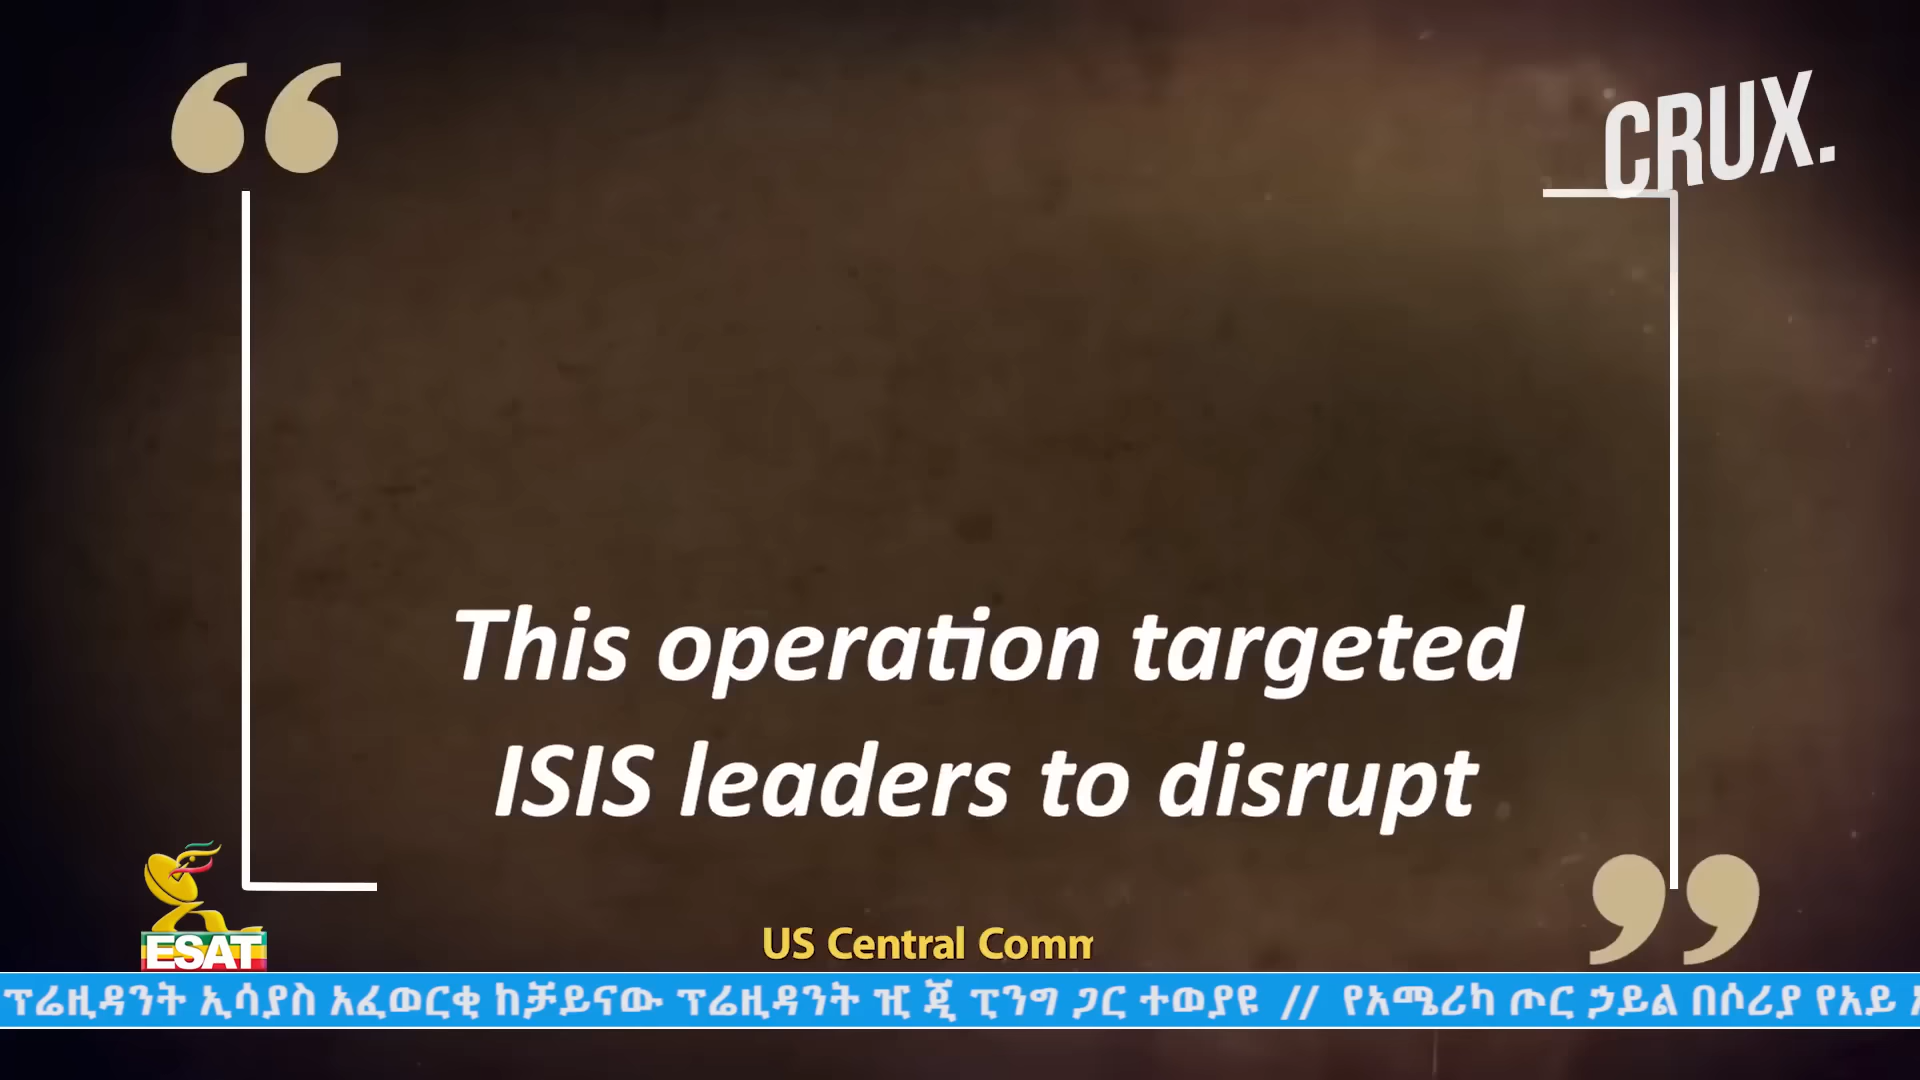 CRUX.
This operation targeted
ISIS leaders to disrupt
US Central Comm
ESAT
ፕሬዚዳንት ኢሳያስ አፈወርቂ ከቻይናው ፕሬዚዳንት ዢ ጂ ፒንግ ጋር ተወያዩ // የአሜሪካ ጦር ኃይል በሶሪያ የአይ